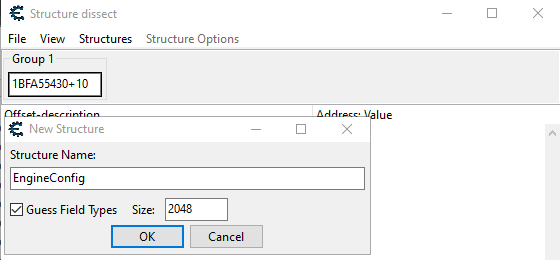 Structure dissect
File View Structures Structure Options
Group 1
1BFA55430+10
Offset-description Address: Value
New Structure
Structure Name:
EngineConfig
Guess Field Types Size: 2048
OK Cancel